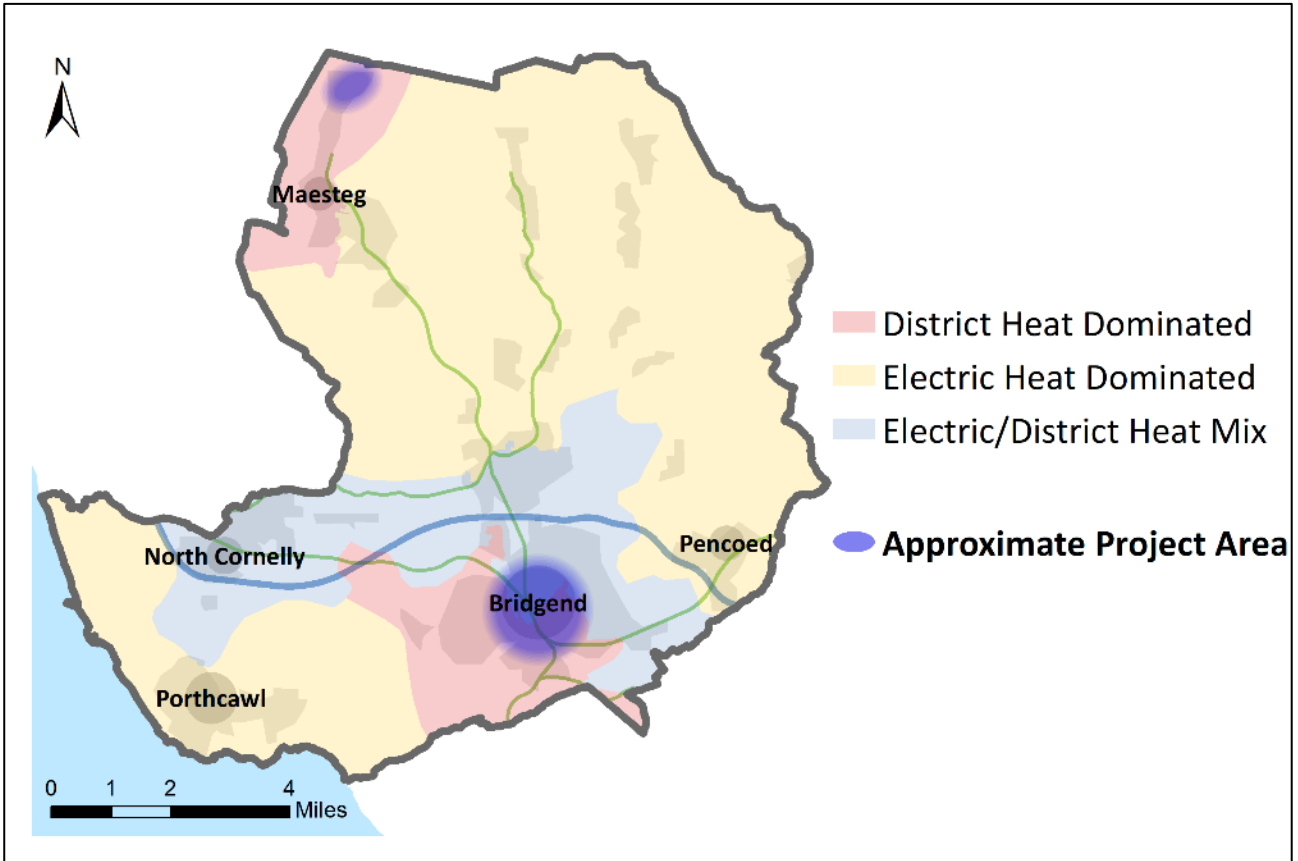 N
Maesteg
District Heat Dominated
Electric Heat Dominated
Electric/District Heat Mix
North Cornelly
Pencoed
Approximate Project Area
Bridgend
Porthcawl
0 1 2 4
Miles